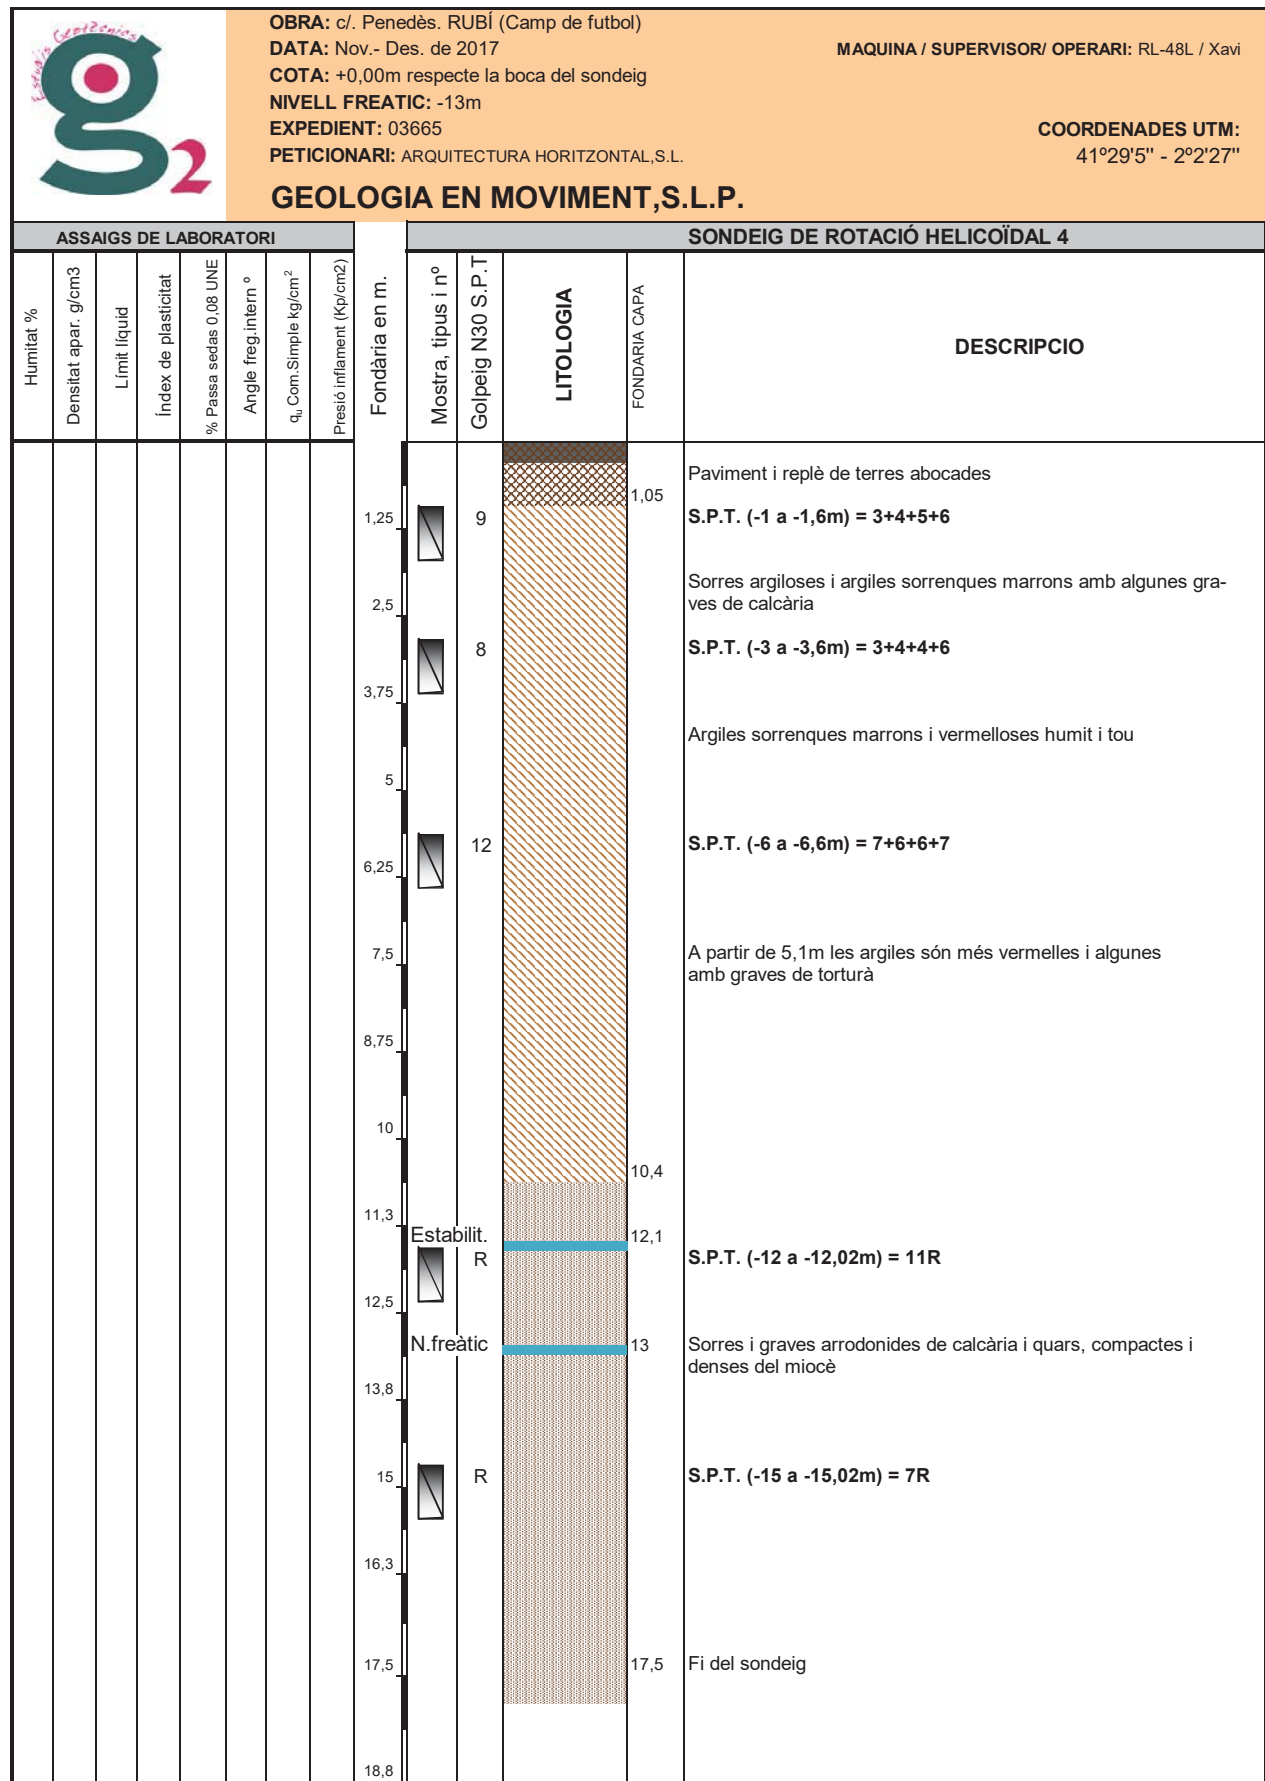 Estudis Geotècnics
g2
OBRA: c/. Penedès. RUBÍ (Camp de futbol)
DATA: Nov.- Des. de 2017
MAQUINA / SUPERVISOR/ OPERARI: RL-48L / Xavi
COTA: +0,00m respecte la boca del sondeig
NIVELL FREATIC: -13m
EXPEDIENT: 03665
COORDENADES UTM:
PETICIONARI: ARQUITECTURA HORITZONTAL,S.L.
41º29'5" - 2º2'27"
GEOLOGIA EN MOVIMENT,S.L.P.
ASSAIGS DE LABORATORI
SONDEIG DE ROTACIÓ HELICOÏDAL 4
Humitat %
Densitat apar. g/cm3
Límit líquid
Índex de plasticitat
% Passa sedas 0,08 UNE
Angle freg.intern º
qu Com.Simple kg/cm²
Presió inflament (Kp/cm2)
Fondària en m.
Mostra, tipus i nº
Golpeig N30 S.P.T
LITOLOGIA
FONDARIA CAPA
DESCRIPCIO
Paviment i replè de terres abocades
1,05
1,25
9
S.P.T. (-1 a -1,6m) = 3+4+5+6
Sorres argiloses i argiles sorrenques marrons amb algunes gra-
ves de calcària
2,5
8
S.P.T. (-3 a -3,6m) = 3+4+4+6
3,75
Argiles sorrenques marrons i vermelloses humit i tou
5
12
S.P.T. (-6 a -6,6m) = 7+6+6+7
6,25
7,5
A partir de 5,1m les argiles són més vermelles i algunes
amb graves de torturà
8,75
10
10,4
11,3
Estabilit.
12,1
R
S.P.T. (-12 a -12,02m) = 11R
12,5
N.freàtic
13
Sorres i graves arrodonides de calcària i quars, compactes i
denses del miocè
13,8
15
R
S.P.T. (-15 a -15,02m) = 7R
16,3
17,5
17,5
Fi del sondeig
18,8